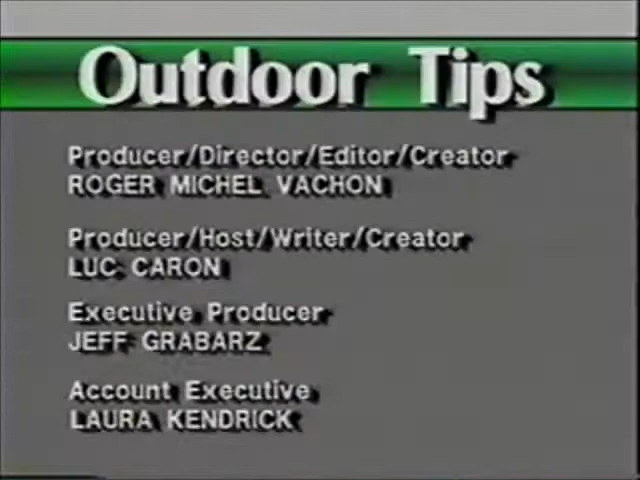 Outdoor Tips
Producer/Director/Editor/Creator
ROGER MICHEL VACHON
Producer/Host/Writer/Creator
LUC CARON
Executive Producer
JEFF GRABARZ
Account Executive
LAURA KENDRICK